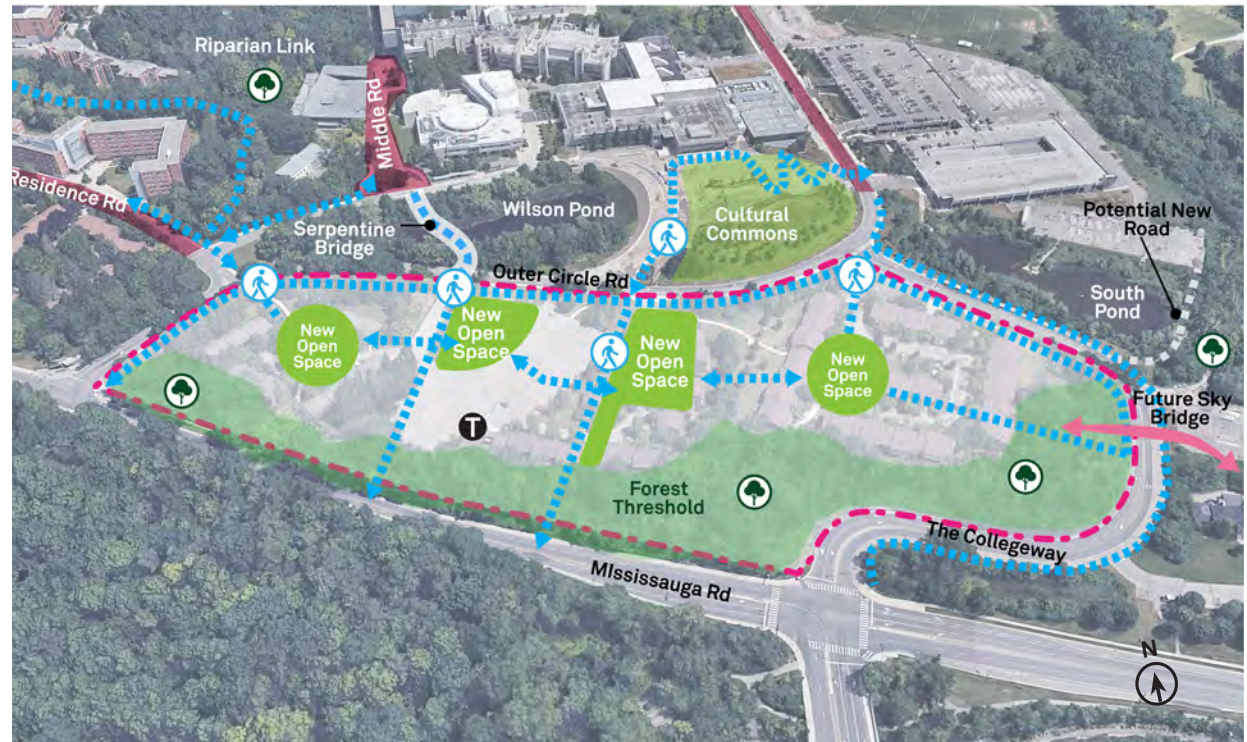 Riparian Link
Middle Rd
Residence Rd
Serpentine
Bridge
Wilson Pond
Cultural
Commons
Potential New
Road
Outer Circle Rd
South
Pond
New
Open
Space
New
Open
Space
New
Open
Space
New
Open
Space
Future Sky
Bridge
T
Forest
Threshold
The Collegeway
MIssissauga Rd
N